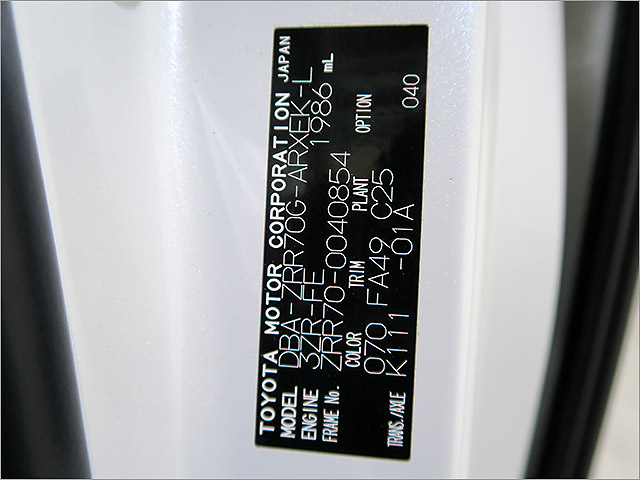 TOYOTA MOTOR CORPORATION JAPAN
MODEL DBA-ZRR70G-ARXEK-L
ENGINE 3ZR-FE 1986 mL
FRAME No. ZRR70-0040854
COLOR TRIM PLANT OPTION
070 FA49 C25 040
TRANS./AXLE K111 -01A